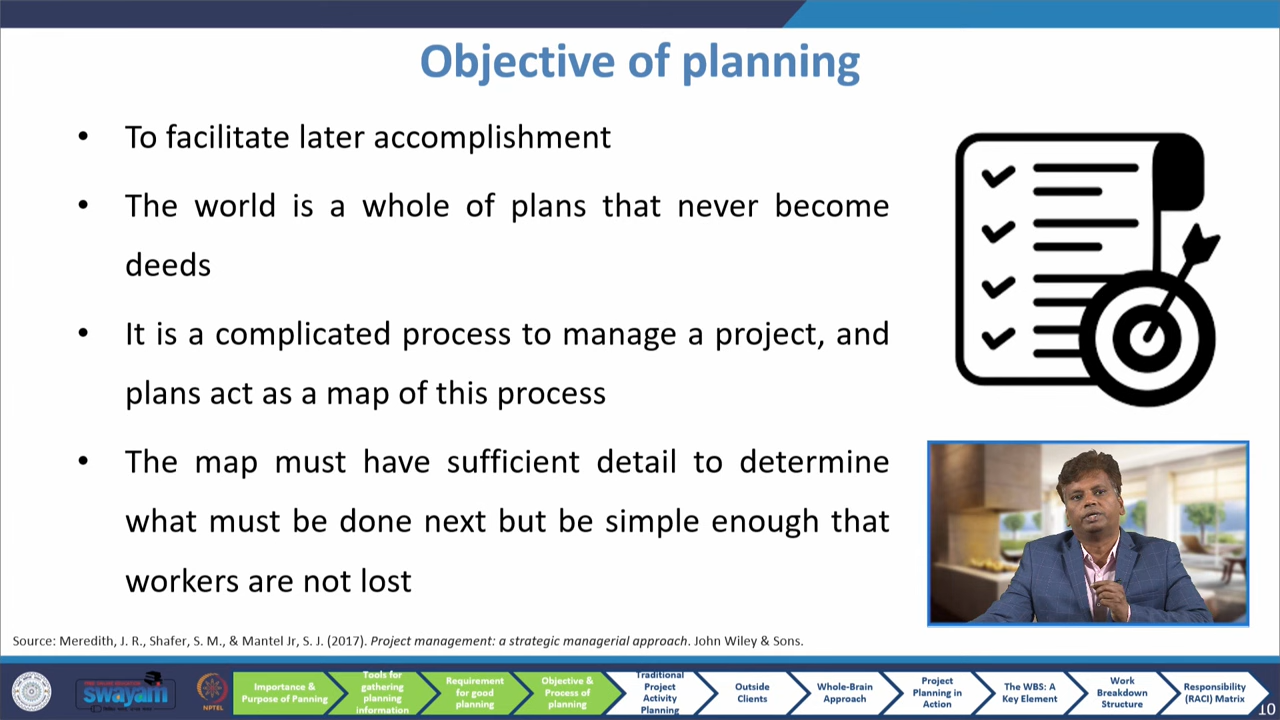 Objective of planning
• To facilitate later accomplishment
• The world is a whole of plans that never become
deeds
• It is a complicated process to manage a project, and
plans act as a map of this process
• The map must have sufficient detail to determine
what must be done next but be simple enough that
workers are not lost
Source: Meredith, J. R., Shafer, S. M., & Mantel Jr, S. J. (2017). Project management: a strategic managerial approach. John Wiley & Sons.
swayam
NPTEL
Importance &
Purpose of Panning
Tools for
gathering
planning
information
Requirement
for good
planning
Objective &
Process of
planning
Traditional
Project
Activity
Planning
Outside
Clients
Whole-Brain
Approach
Project
Planning in
Action
The WBS: A
Key Element
Work
Breakdown
Structure
Responsibility
(RACI) Matrix
10